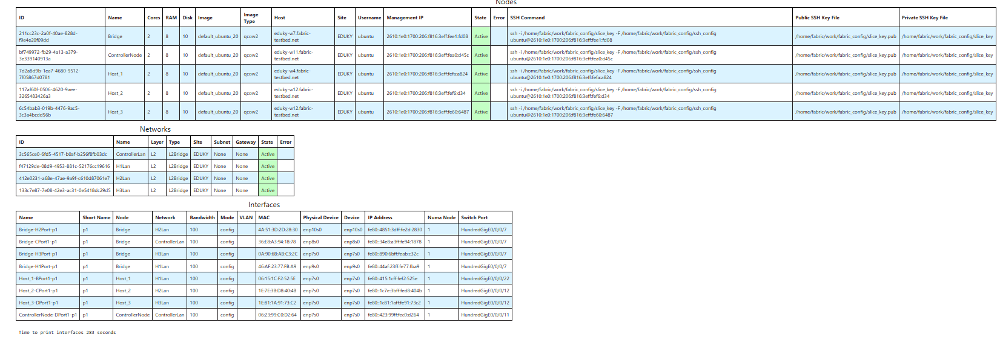 Nodes
ID Name Cores RAM Disk Image Image Type Host Site Username Management IP State Error SSH Command Public SSH Key File Private SSH Key File
211cc23c-2a0f-40ae-828d-f9e4e20f09dd Bridge 2 8 10 default_ubuntu_20 qcow2 eduky-w7.fabric-testbed.net EDUKY ubuntu 2610:1e0:1700:206:f816:3eff:fee1:fd08 Active ssh -i /home/fabric/work/fabric_config/slice_key -F /home/fabric/work/fabric_config/ssh_config ubuntu@2610:1e0:1700:206:f816:3eff:fee1:fd08 /home/fabric/work/fabric_config/slice_key.pub /home/fabric/work/fabric_config/slice_key
bf749972-fb29-4a13-a379-3e339140913a ControllerNode 2 8 10 default_ubuntu_20 qcow2 eduky-w11.fabric-testbed.net EDUKY ubuntu 2610:1e0:1700:206:f816:3eff:fea0:d45c Active ssh -i /home/fabric/work/fabric_config/slice_key -F /home/fabric/work/fabric_config/ssh_config ubuntu@2610:1e0:1700:206:f816:3eff:fea0:d45c /home/fabric/work/fabric_config/slice_key.pub /home/fabric/work/fabric_config/slice_key
7d2a8d9b-1ea7-4680-9512-7f05867d0781 Host_1 2 8 10 default_ubuntu_20 qcow2 eduky-w4.fabric-testbed.net EDUKY ubuntu 2610:1e0:1700:206:f816:3eff:fefa:a824 Active ssh -i /home/fabric/work/fabric_config/slice_key -F /home/fabric/work/fabric_config/ssh_config ubuntu@2610:1e0:1700:206:f816:3eff:fefa:a824 /home/fabric/work/fabric_config/slice_key.pub /home/fabric/work/fabric_config/slice_key
117af60f-0506-4620-9aee-3265483426a3 Host_2 2 8 10 default_ubuntu_20 qcow2 eduky-w12.fabric-testbed.net EDUKY ubuntu 2610:1e0:1700:206:f816:3eff:fef6:d34 Active ssh -i /home/fabric/work/fabric_config/slice_key -F /home/fabric/work/fabric_config/ssh_config ubuntu@2610:1e0:1700:206:f816:3eff:fef6:d34 /home/fabric/work/fabric_config/slice_key.pub /home/fabric/work/fabric_config/slice_key
6c54bab3-019b-4476-9ac5-3c3a4bcdd56b Host_3 2 8 10 default_ubuntu_20 qcow2 eduky-w12.fabric-testbed.net EDUKY ubuntu 2610:1e0:1700:206:f816:3eff:fe60:6487 Active ssh -i /home/fabric/work/fabric_config/slice_key -F /home/fabric/work/fabric_config/ssh_config ubuntu@2610:1e0:1700:206:f816:3eff:fe60:6487 /home/fabric/work/fabric_config/slice_key.pub /home/fabric/work/fabric_config/slice_key
Networks
ID Name Layer Type Site Subnet Gateway State Error
3c565ce0-6fd5-4517-b0af-b256f8fb03dc ControllerLan L2 L2Bridge EDUKY None None Active
f47129de-08d9-4953-881c-52176cc19616 H1Lan L2 L2Bridge EDUKY None None Active
412e0231-a68e-47ae-9a9f-c610d87061e7 H2Lan L2 L2Bridge EDUKY None None Active
133c7e87-7e08-42e3-ac31-0e5418dc29d5 H3Lan L2 L2Bridge EDUKY None None Active
Interfaces
Name Short Name Node Network Bandwidth Mode VLAN MAC Physical Device Device IP Address Numa Node Switch Port
Bridge-H2Port-p1 p1 Bridge H2Lan 100 config 4A:51:3D:2D:28:30 enp10s0 enp10s0 fe80::4851:3dff:fe2d:2830 1 HundredGigE0/0/0/7
Bridge-CPort1-p1 p1 Bridge ControllerLan 100 config 36:E8:A3:94:18:78 enp8s0 enp8s0 fe80::34e8:a3ff:fe94:1878 1 HundredGigE0/0/0/7
Bridge-H3Port-p1 p1 Bridge H3Lan 100 config 0A:90:6B:AB:C3:2C enp7s0 enp7s0 fe80::890:6bff:feab:c32c 1 HundredGigE0/0/0/7
Bridge-H1Port-p1 p1 Bridge H1Lan 100 config 46:AF:23:77:FB:A9 enp9s0 enp9s0 fe80::44af:23ff:fe77:fba9 1 HundredGigE0/0/0/7
Host_1-BPort1-p1 p1 Host_1 H1Lan 100 config 06:15:1C:F2:52:5E enp7s0 enp7s0 fe80::415:1cff:fef2:525e 1 HundredGigE0/0/0/22
Host_2-CPort1-p1 p1 Host_2 H2Lan 100 config 1E:7E:3B:D8:40:4B enp7s0 enp7s0 fe80::1c7e:3bff:fed8:404b 1 HundredGigE0/0/0/12
Host_3-DPort1-p1 p1 Host_3 H3Lan 100 config 1E:81:1A:91:73:C2 enp7s0 enp7s0 fe80::1c81:1aff:fe91:73c2 1 HundredGigE0/0/0/12
ControllerNode-DPort1-p1 p1 ControllerNode ControllerLan 100 config 06:23:99:C0:D2:64 enp7s0 enp7s0 fe80::423:99ff:fec0:d264 1 HundredGigE0/0/0/11
Time to print interfaces 283 seconds